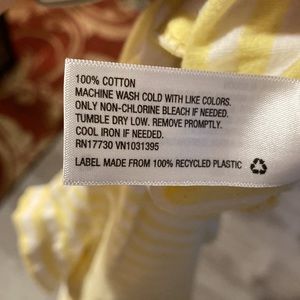 100% COTTON
MACHINE WASH COLD WITH LIKE COLORS.
ONLY NON-CHLORINE BLEACH IF NEEDED.
TUMBLE DRY LOW. REMOVE PROMPTLY.
COOL IRON IF NEEDED.
RN17730 VN1031395
LABEL MADE FROM 100% RECYCLED PLASTIC